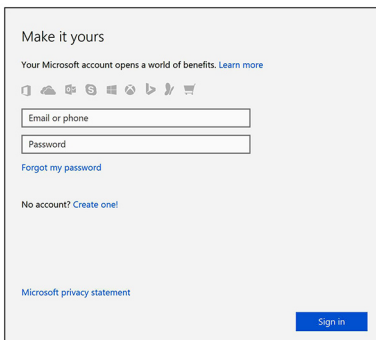 Make it yours
Your Microsoft account opens a world of benefits. Learn more
Email or phone
Password
Forgot my password
No account? Create one!
Microsoft privacy statement
Sign in